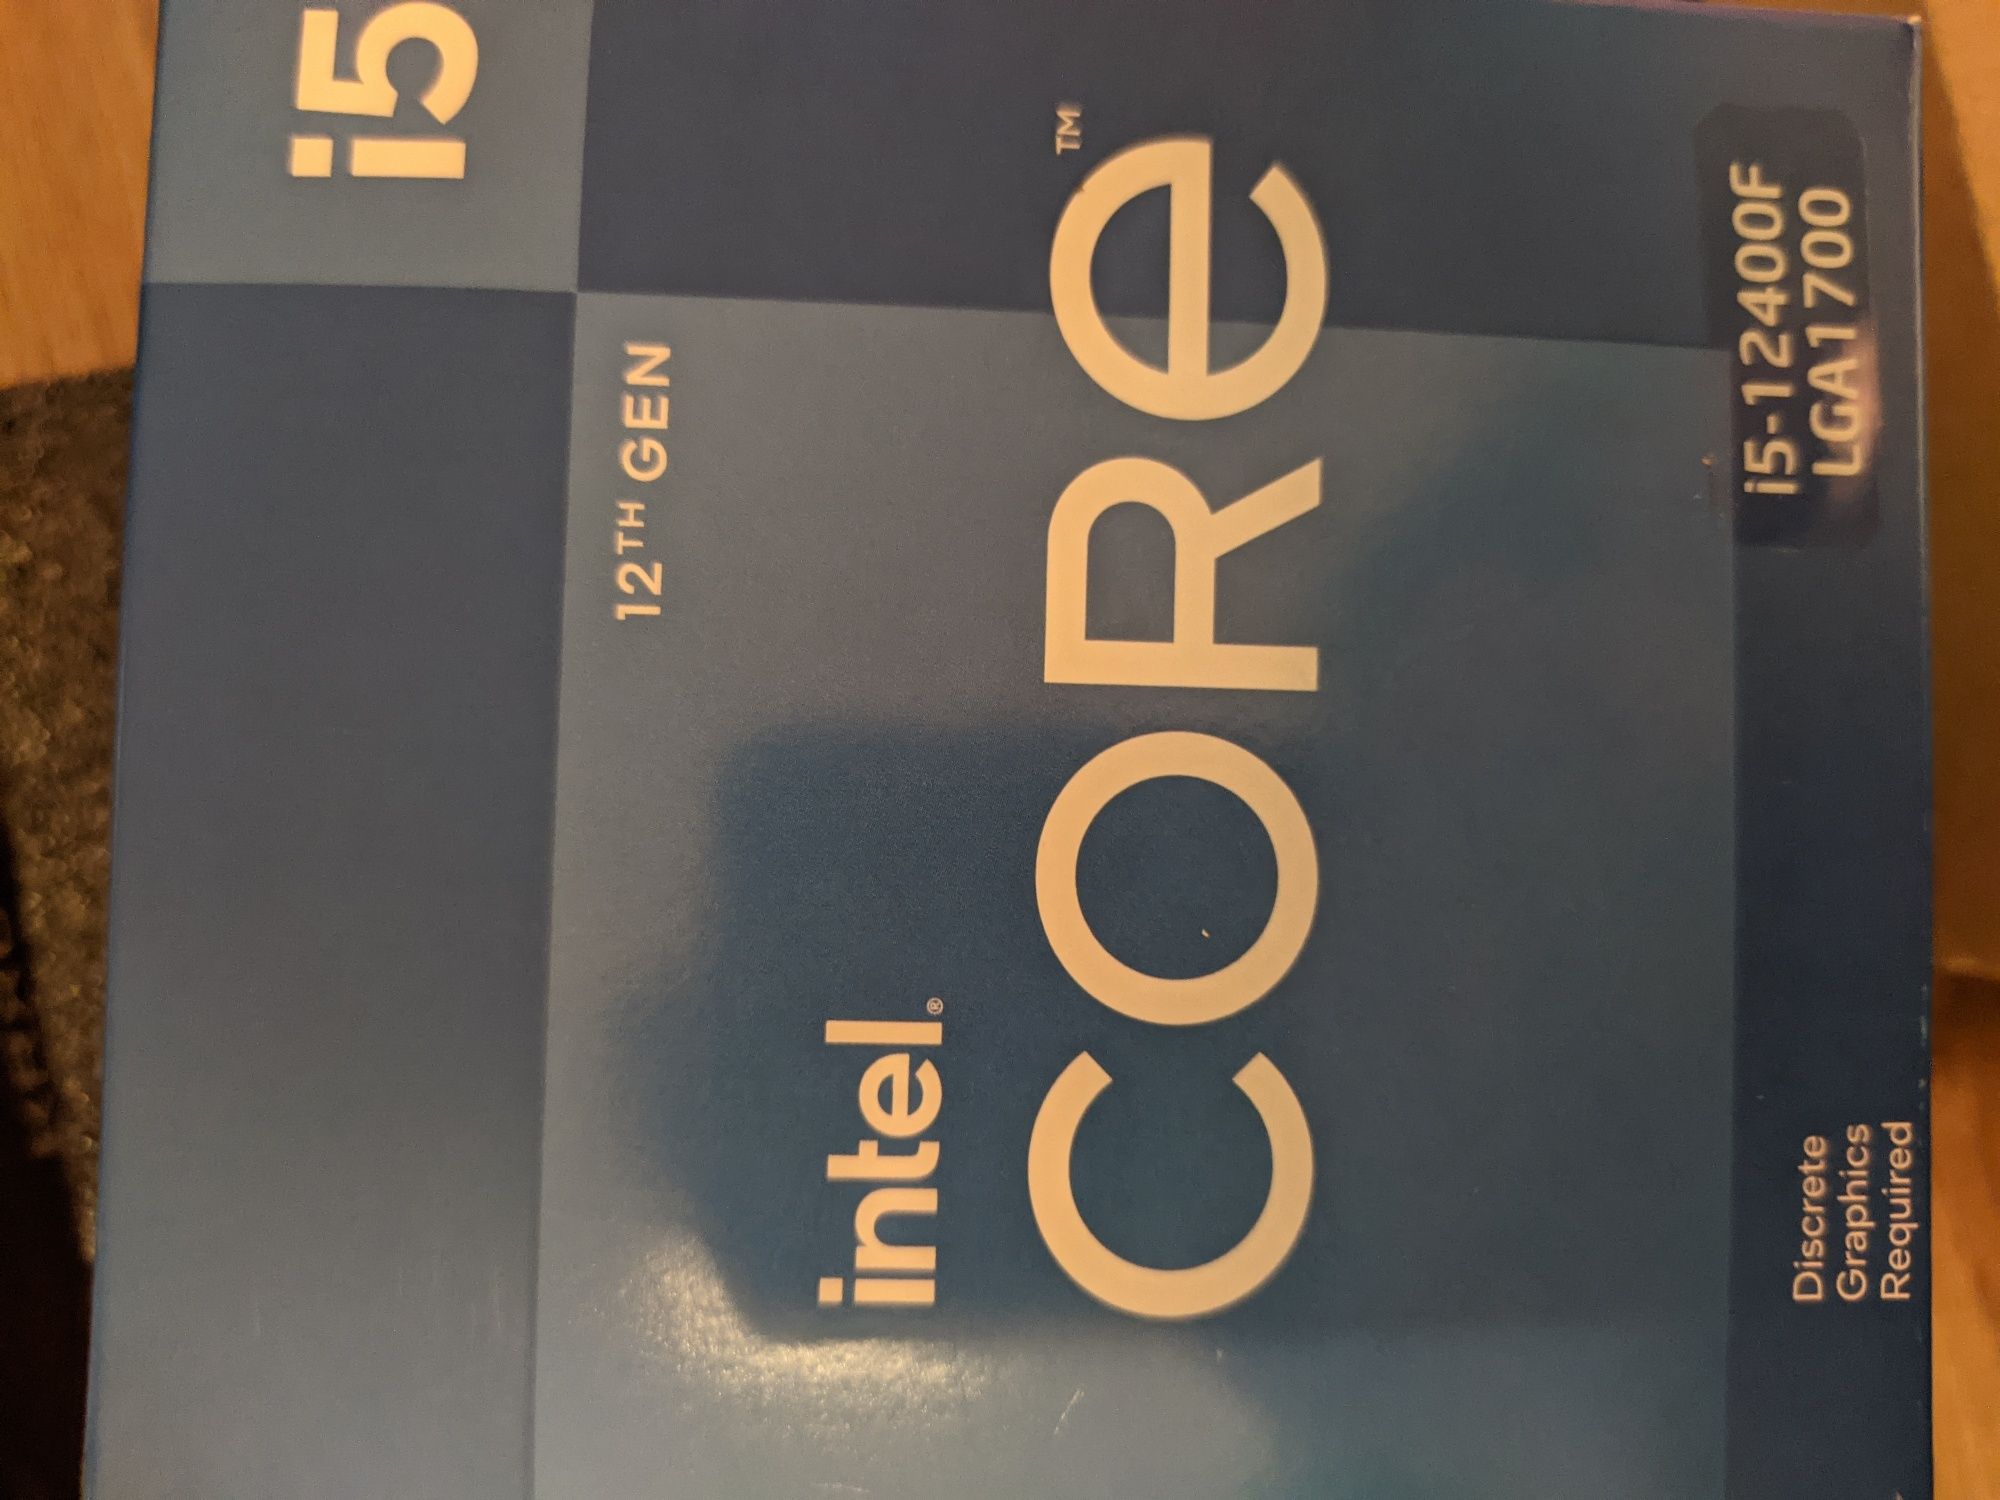 i5
12TH GEN
intel®
CORe™
i5-12400F
LGA1700
Discrete
Graphics
Required